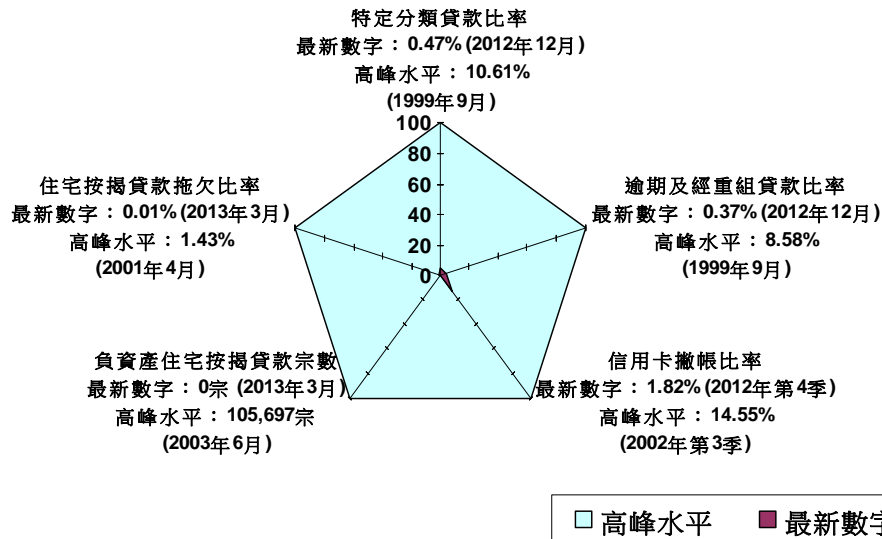 特定分類貸款比率
最新數字：0.47% (2012年12月)
高峰水平：10.61%
(1999年9月)
100
80
60
40
20
0
住宅按揭貸款拖欠比率
最新數字：0.01% (2013年3月)
高峰水平：1.43%
(2001年4月)
逾期及經重組貸款比率
最新數字：0.37% (2012年12月)
高峰水平：8.58%
(1999年9月)
負資產住宅按揭貸款宗數
最新數字：0宗 (2013年3月)
高峰水平：105,697宗
(2003年6月)
信用卡撇帳比率
最新數字：1.82% (2012年第4季)
高峰水平：14.55%
(2002年第3季)
高峰水平 最新數字